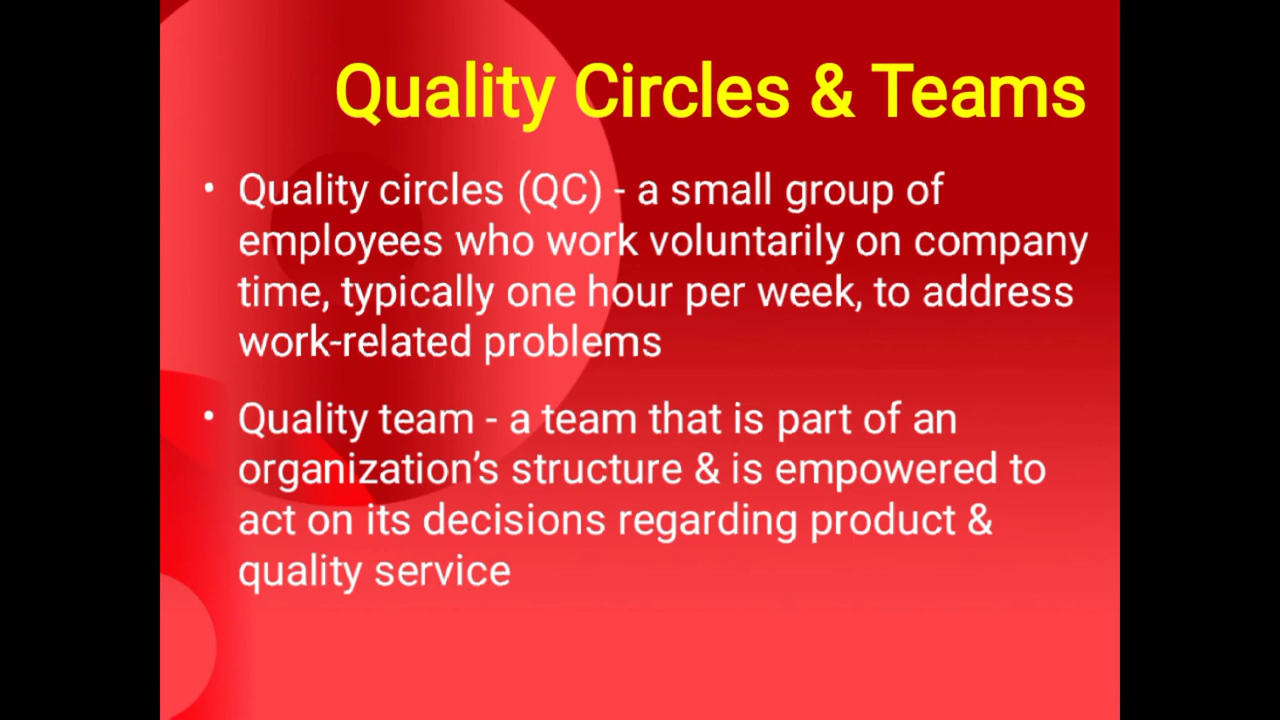 Quality Circles & Teams
• Quality circles (QC) - a small group of
employees who work voluntarily on company
time, typically one hour per week, to address
work-related problems
• Quality team - a team that is part of an
organization’s structure & is empowered to
act on its decisions regarding product &
quality service